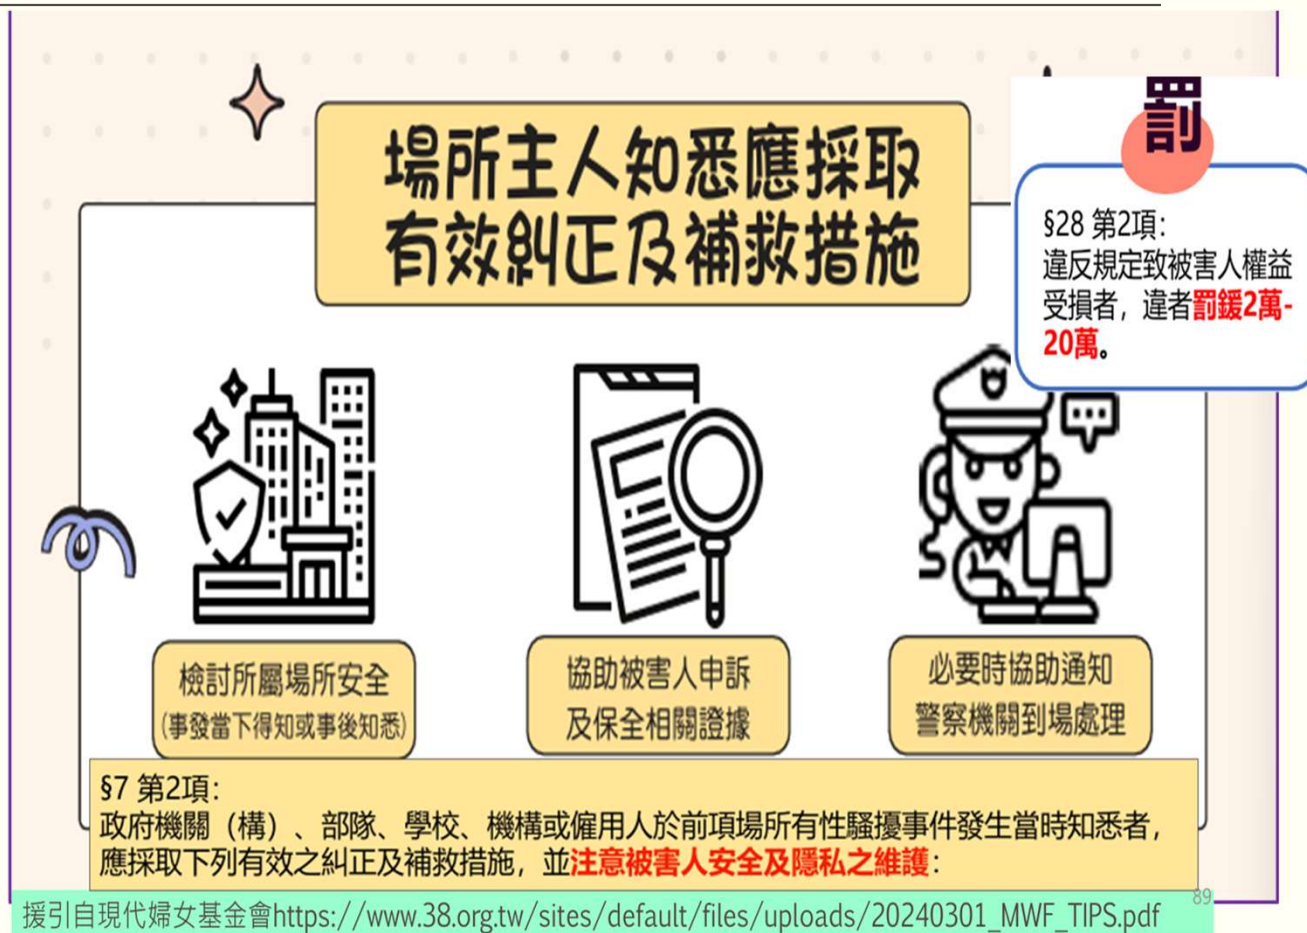 場所主人知悉應採取
有效糾正及補救措施
罰
§28 第2項：
違反規定致被害人權益
受損者，違者罰鍰2萬-
20萬。
檢討所屬場所安全
(事發當下得知或事後知悉)
協助被害人申訴
及保全相關證據
必要時協助通知
警察機關到場處理
§7 第2項：
政府機關（構）、部隊、學校、機構或僱用人於前項場所有性騷擾事件發生當時知悉者，
應採取下列有效之糾正及補救措施，並注意被害人安全及隱私之維護：
89
援引自現代婦女基金會https://www.38.org.tw/sites/default/files/uploads/20240301_MWF_TIPS.pdf